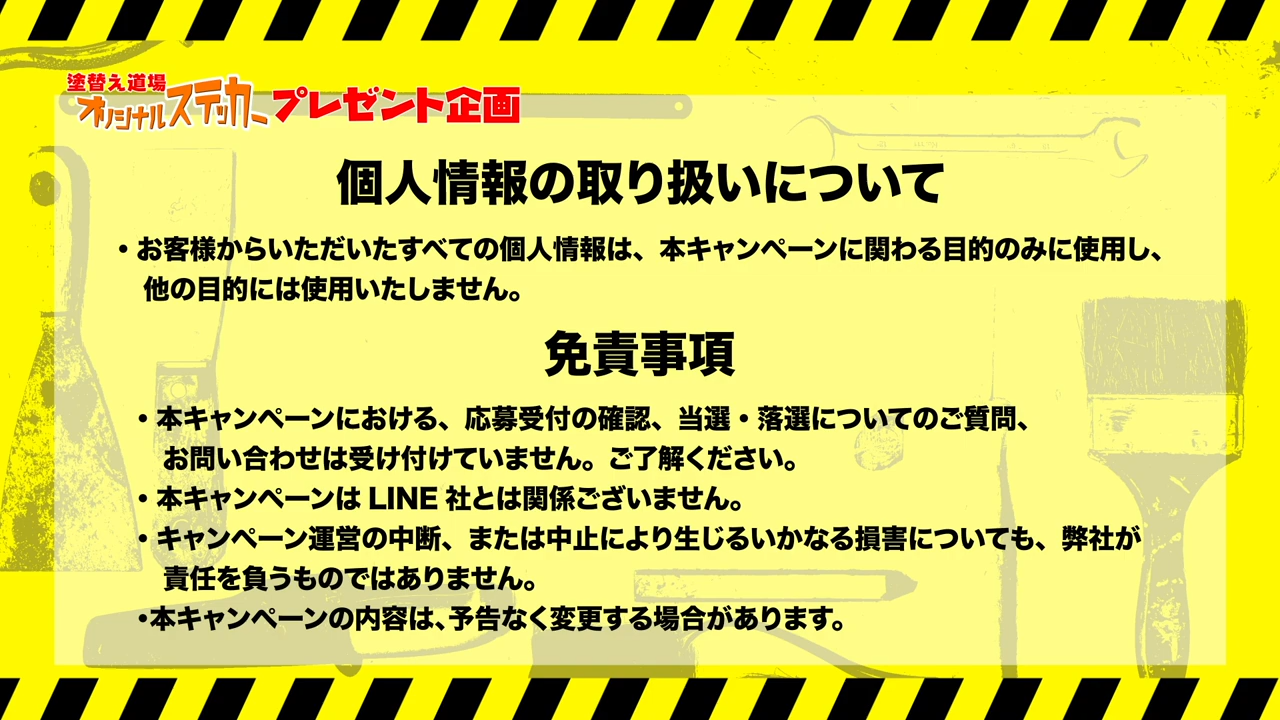 塗替え道場
オリジナルステッカープレゼント企画
個人情報の取り扱いについて
・お客様からいただいたすべての個人情報は、本キャンペーンに関わる目的のみに使用し、
他の目的には使用いたしません。
免責事項
・本キャンペーンにおける、応募受付の確認、当選・落選についてのご質問、
お問い合わせは受け付けていません。ご了解ください。
・本キャンペーンは LINE 社とは関係ございません。
・キャンペーン運営の中断、または中止により生じるいかなる損害についても、弊社が
責任を負うものではありません。
・本キャンペーンの内容は、予告なく変更する場合があります。